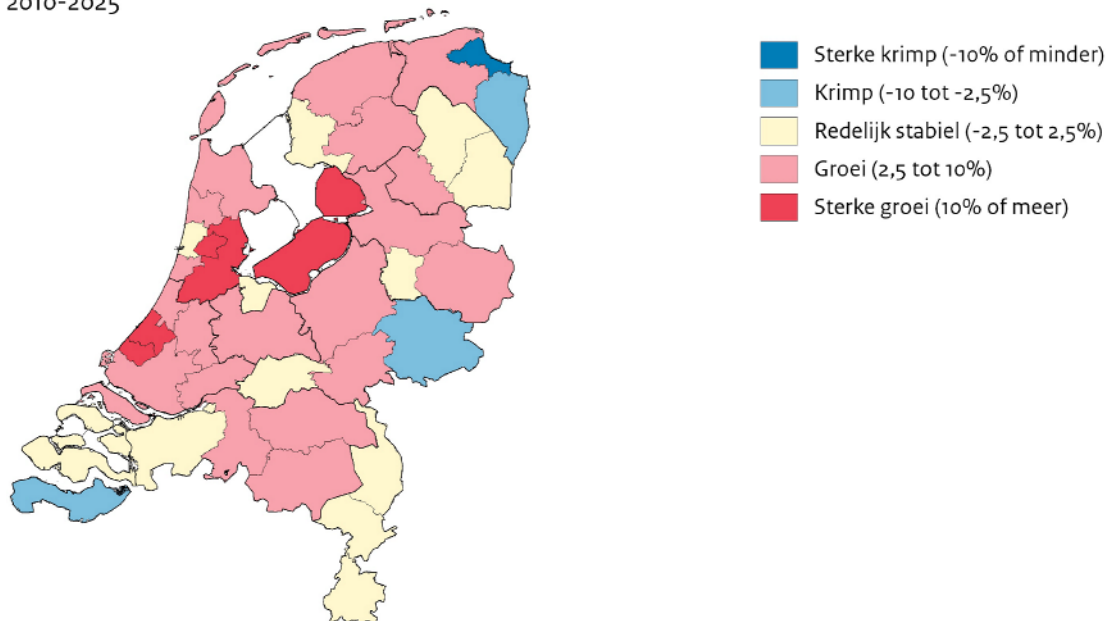 2010-2025
Sterke krimp (-10% of minder)
Krimp (-10 tot -2,5%)
Redelijk stabiel (-2,5 tot 2,5%)
Groei (2,5 tot 10%)
Sterke groei (10% of meer)